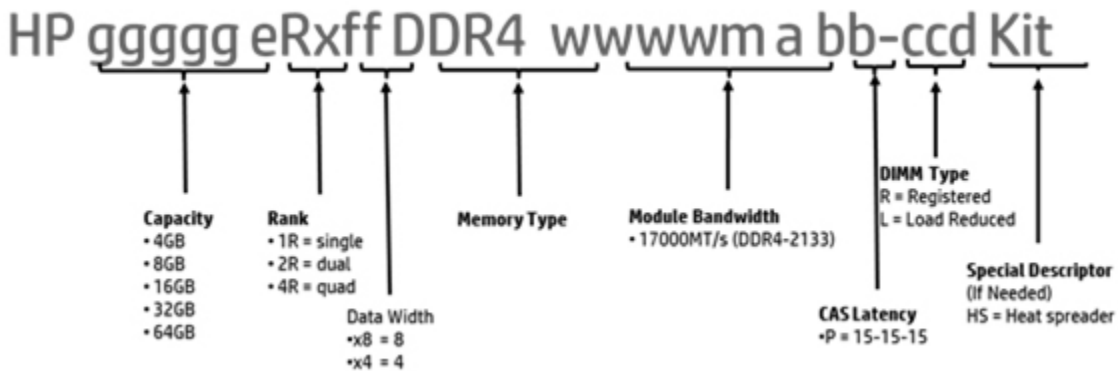 HP ggggg eRxff DDR4 wwwwm a bb-ccd Kit
Capacity
• 4GB
• 8GB
• 16GB
• 32GB
• 64GB
Rank
• 1R = single
• 2R = dual
• 4R = quad
Data Width
•x8 = 8
•x4 = 4
Memory Type
Module Bandwidth
• 17000MT/s (DDR4-2133)
CAS Latency
•P = 15-15-15
DIMM Type
R = Registered
L = Load Reduced
Special Descriptor
(If Needed)
HS = Heat spreader